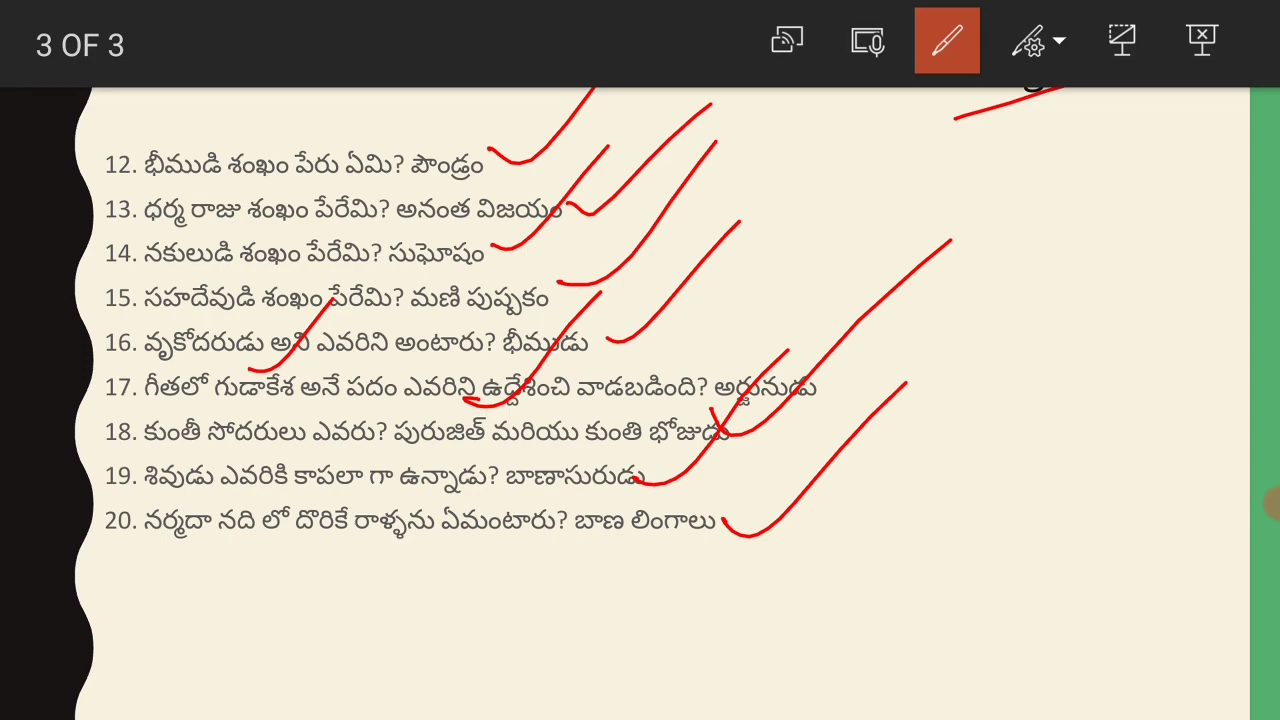 3 OF 3
12. భీముడి శంఖం పేరు ఏమి? పౌండ్రం
13. ధర్మ రాజు శంఖం పేరేమి? అనంత విజయం
14. నకులుడి శంఖం పేరేమి? సుఘోషం
15. సహదేవుడి శంఖం పేరేమి? మణి పుష్పకం
16. వృకోదరుడు అని ఎవరిని అంటారు? భీముడు
17. గీతలో గుడాకేశ అనే పదం ఎవరిని ఉద్దేశించి వాడబడింది? అర్జునుడు
18. కుంతీ సోదరులు ఎవరు? పురుజిత్ మరియు కుంతి భోజుడు
19. శివుడు ఎవరికి కాపలా గా ఉన్నాడు? బాణాసురుడు
20. నర్మదా నది లో దొరికే రాళ్ళను ఏమంటారు? బాణ లింగాలు